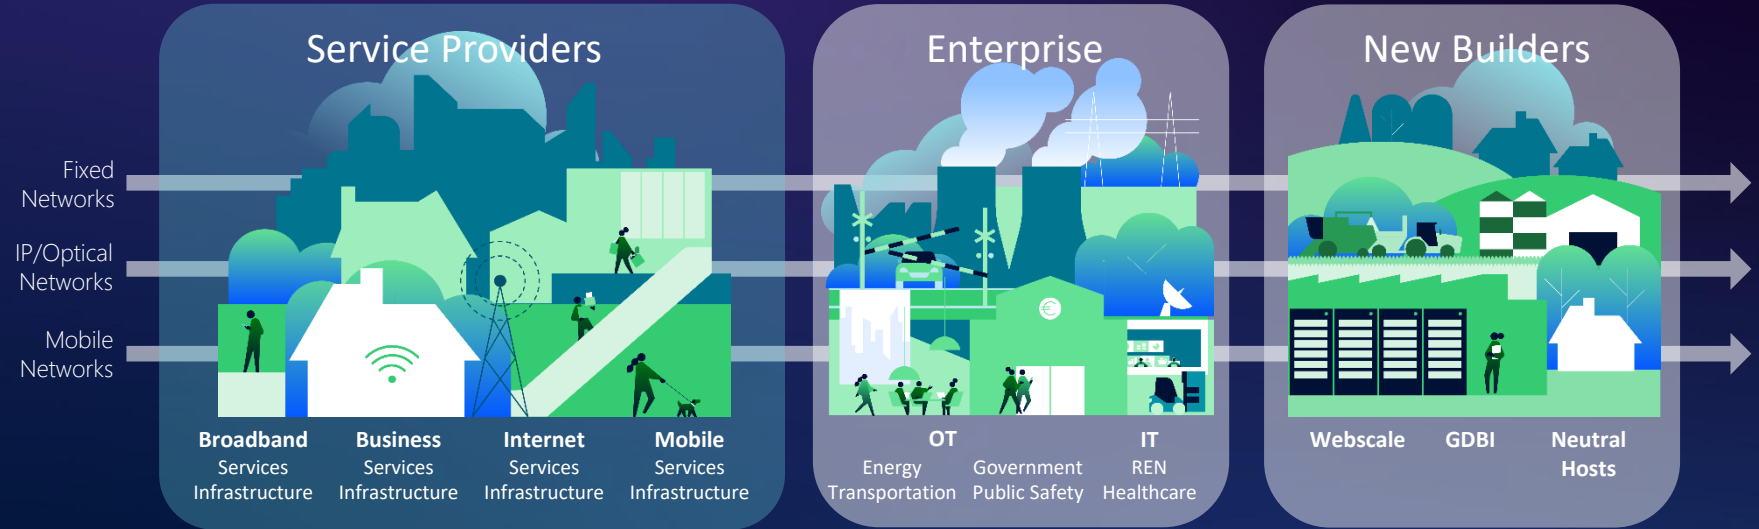 Service Providers
Enterprise
New Builders
Fixed
Networks
IP/Optical
Networks
Mobile
Networks
€
Broadband
Services
Infrastructure
Business
Services
Infrastructure
Internet
Services
Infrastructure
Mobile
Services
Infrastructure
OT
Energy
Transportation
Government
Public Safety
IT
REN
Healthcare
Webscale
GDBI
Neutral
Hosts